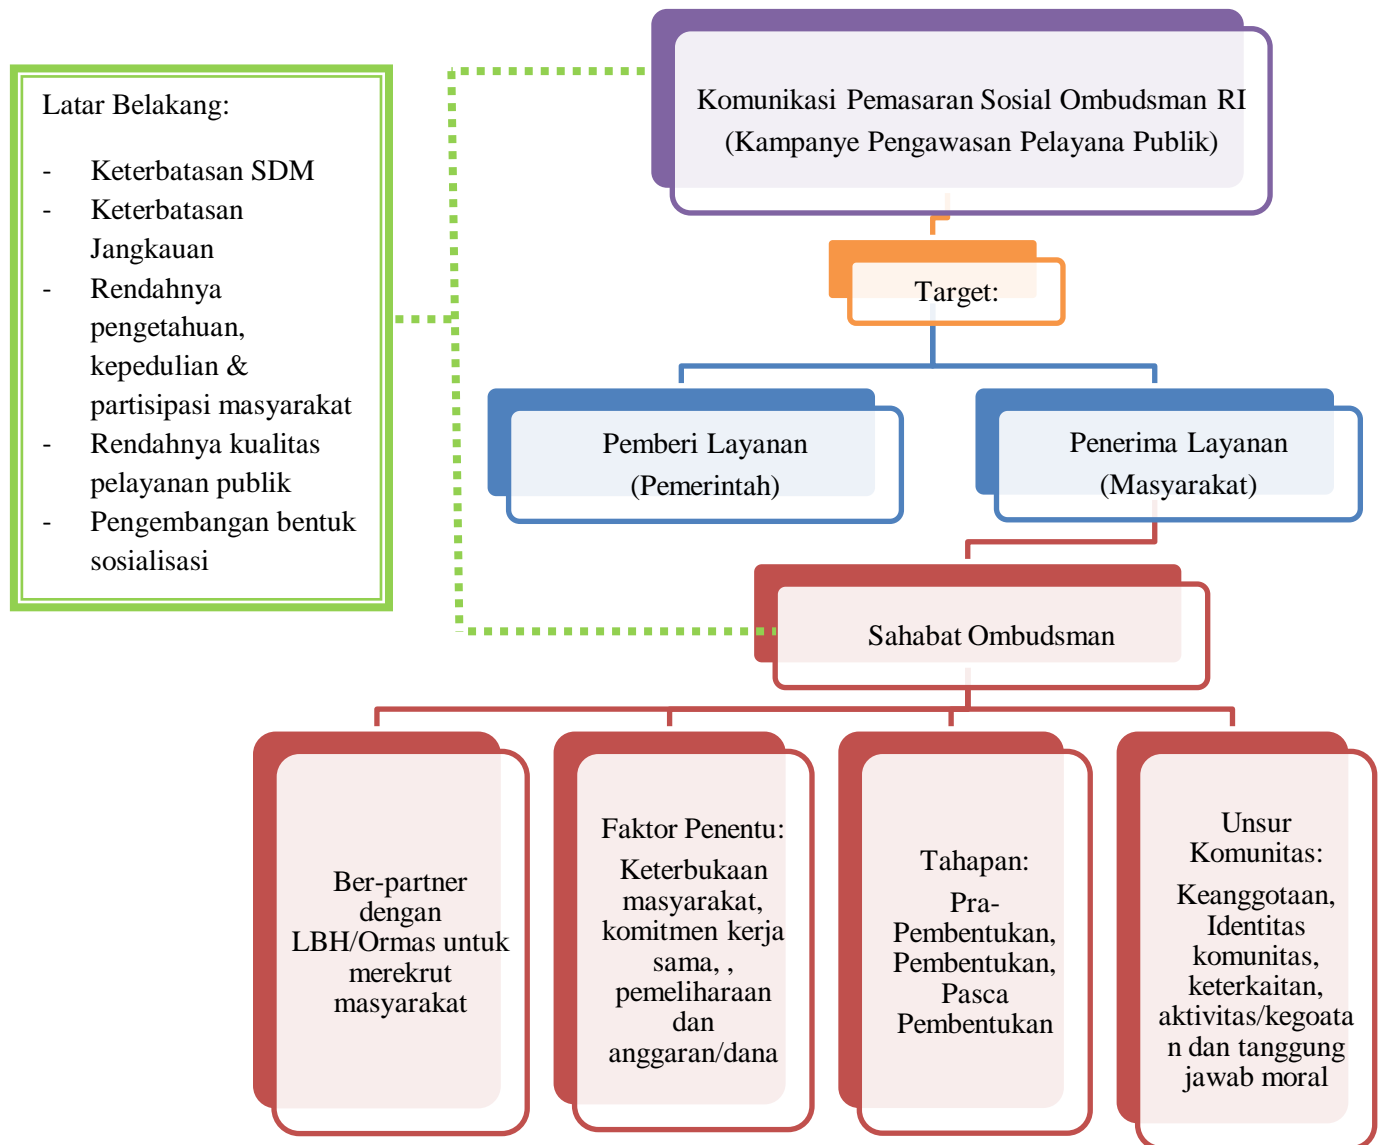 Latar Belakang:
- Keterbatasan SDM
- Keterbatasan
Jangkauan
- Rendahnya
pengetahuan,
kepedulian &
partisipasi masyarakat
- Rendahnya kualitas
pelayanan publik
- Pengembangan bentuk
sosialisasi
Komunikasi Pemasaran Sosial Ombudsman RI
(Kampanye Pengawasan Pelayana Publik)
Target:
Pemberi Layanan
(Pemerintah)
Penerima Layanan
(Masyarakat)
Sahabat Ombudsman
Ber-partner
dengan
LBH/Ormas untuk
merekrut
masyarakat
Faktor Penentu:
Keterbukaan
masyarakat,
komitmen kerja
sama, ,
pemeliharaan
dan
anggaran/dana
Tahapan:
Pra-
Pembentukan,
Pembentukan,
Pasca
Pembentukan
Unsur
Komunitas:
Keanggotaan,
Identitas
komunitas,
keterkaitan,
aktivitas/kegoata
n dan tanggung
jawab moral